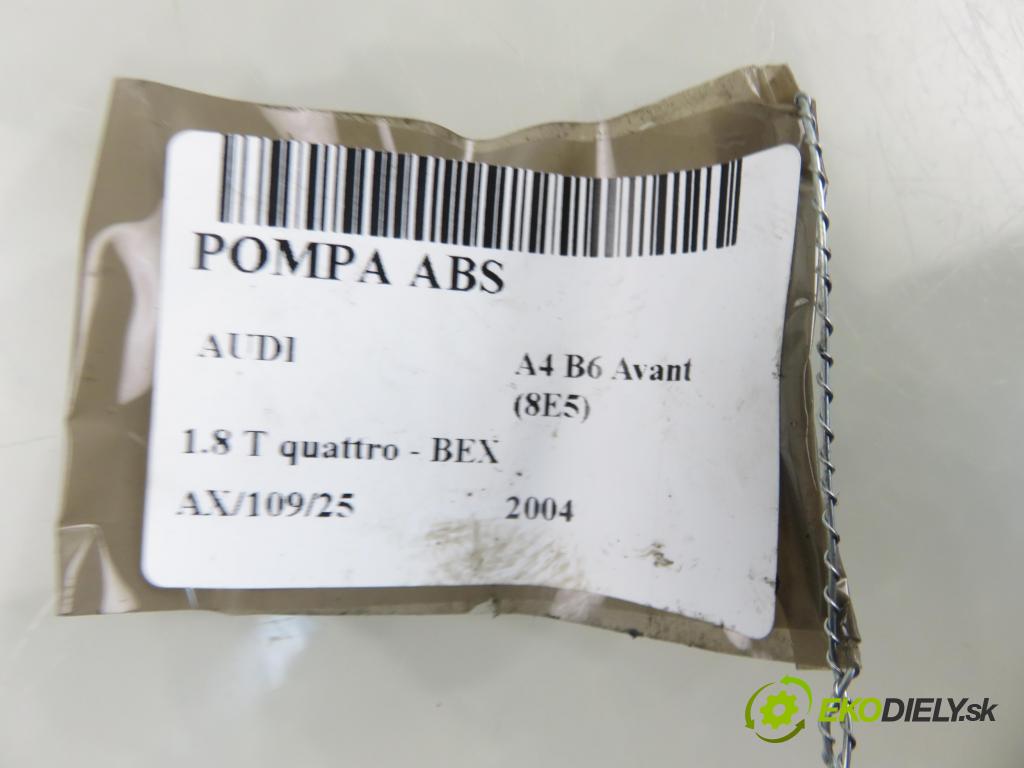 POMPA ABS
AUDI
A4 B6 Avant
(8E5)
1.8 T quattro - BEX
AX/109/25
2004
EKODIELY.sk